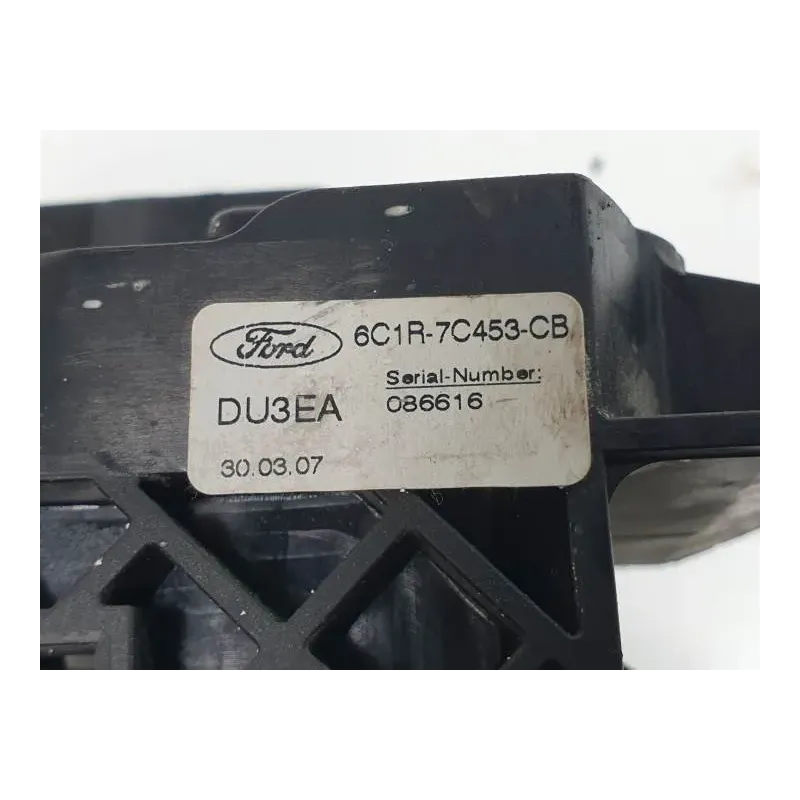 Ford 6C1R-7C453-CB
Serial-Number:
DU3EA 086616
30.03.07